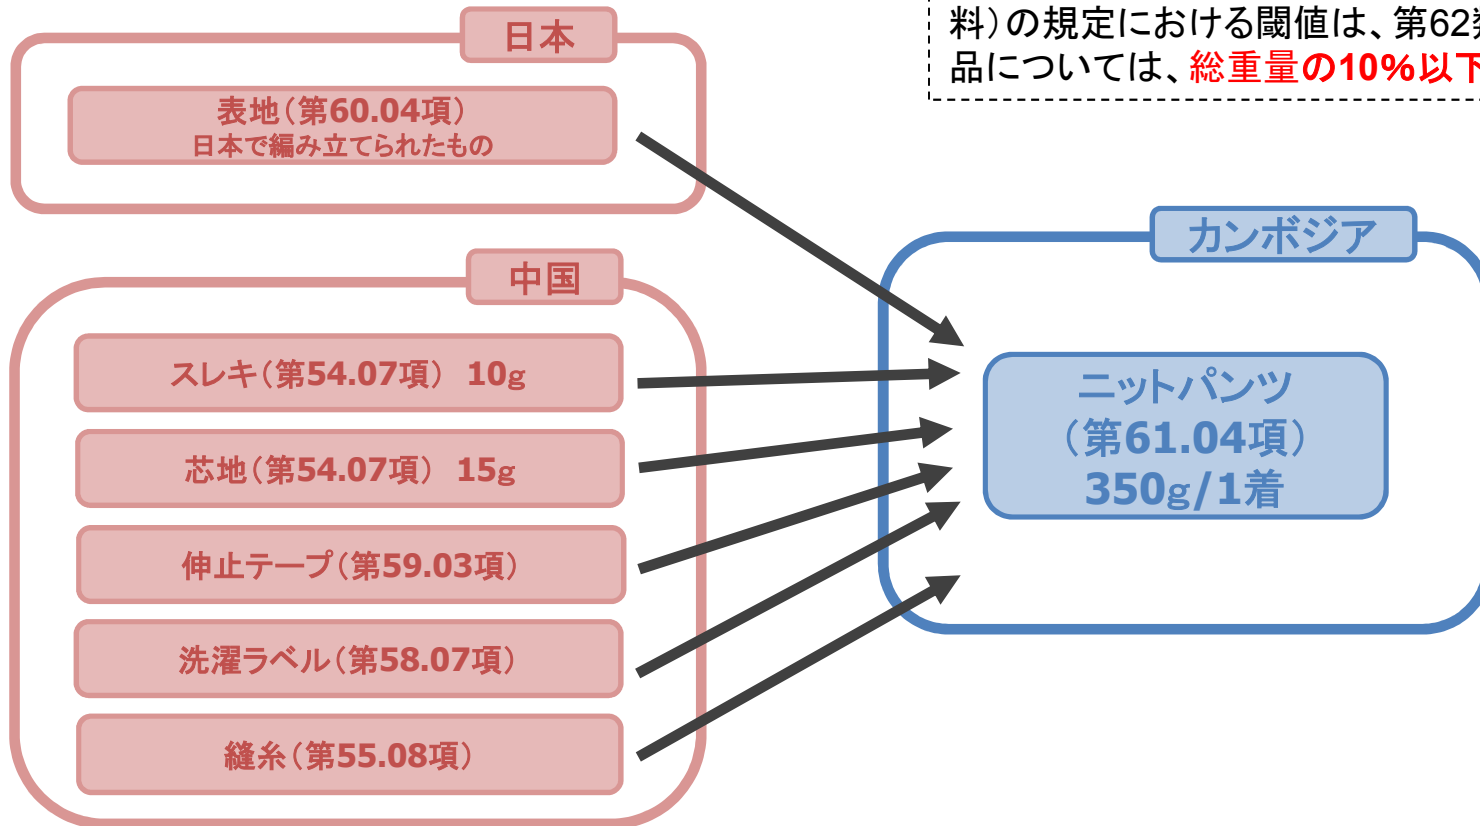 料）の規定における閾値は、第62
品については、総重量の10%以下
日本
表地（第60.04項）
日本で編み立てられたもの
中国
スレキ（第54.07項） 10g
芯地（第54.07項） 15g
伸止テープ（第59.03項）
洗濯ラベル（第58.07項）
縫糸（第55.08項）
カンボジア
ニットパンツ
（第61.04項）
350g/1着